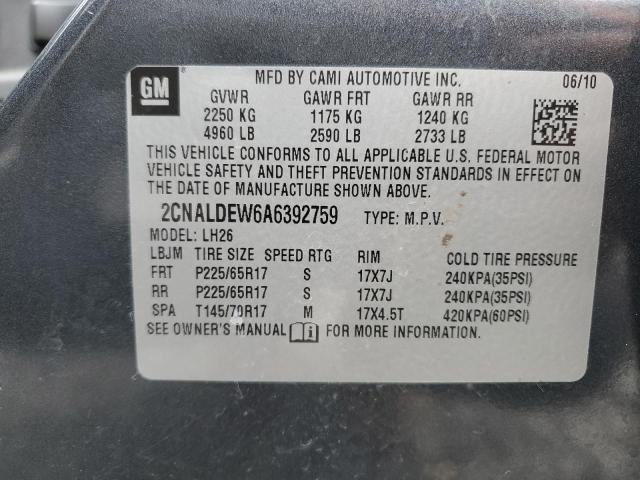 GM ® MFD BY CAMI AUTOMOTIVE INC. 06/10
GVWR GAWR FRT GAWR RR
2250 KG 1175 KG 1240 KG
4960 LB 2590 LB 2733 LB
THIS VEHICLE CONFORMS TO ALL APPLICABLE U.S. FEDERAL MOTOR
VEHICLE SAFETY AND THEFT PREVENTION STANDARDS IN EFFECT ON
THE DATE OF MANUFACTURE SHOWN ABOVE.
2CNALDEW6A6392759 TYPE: M.P.V.
MODEL: LH26
LBJM TIRE SIZE SPEED RTG RIM COLD TIRE PRESSURE
FRT P225/65R17 S 17X7J 240KPA(35PSI)
RR P225/65R17 S 17X7J 240KPA(35PSI)
SPA T145/70R17 M 17X4.5T 420KPA(60PSI)
SEE OWNER'S MANUAL FOR MORE INFORMATION.